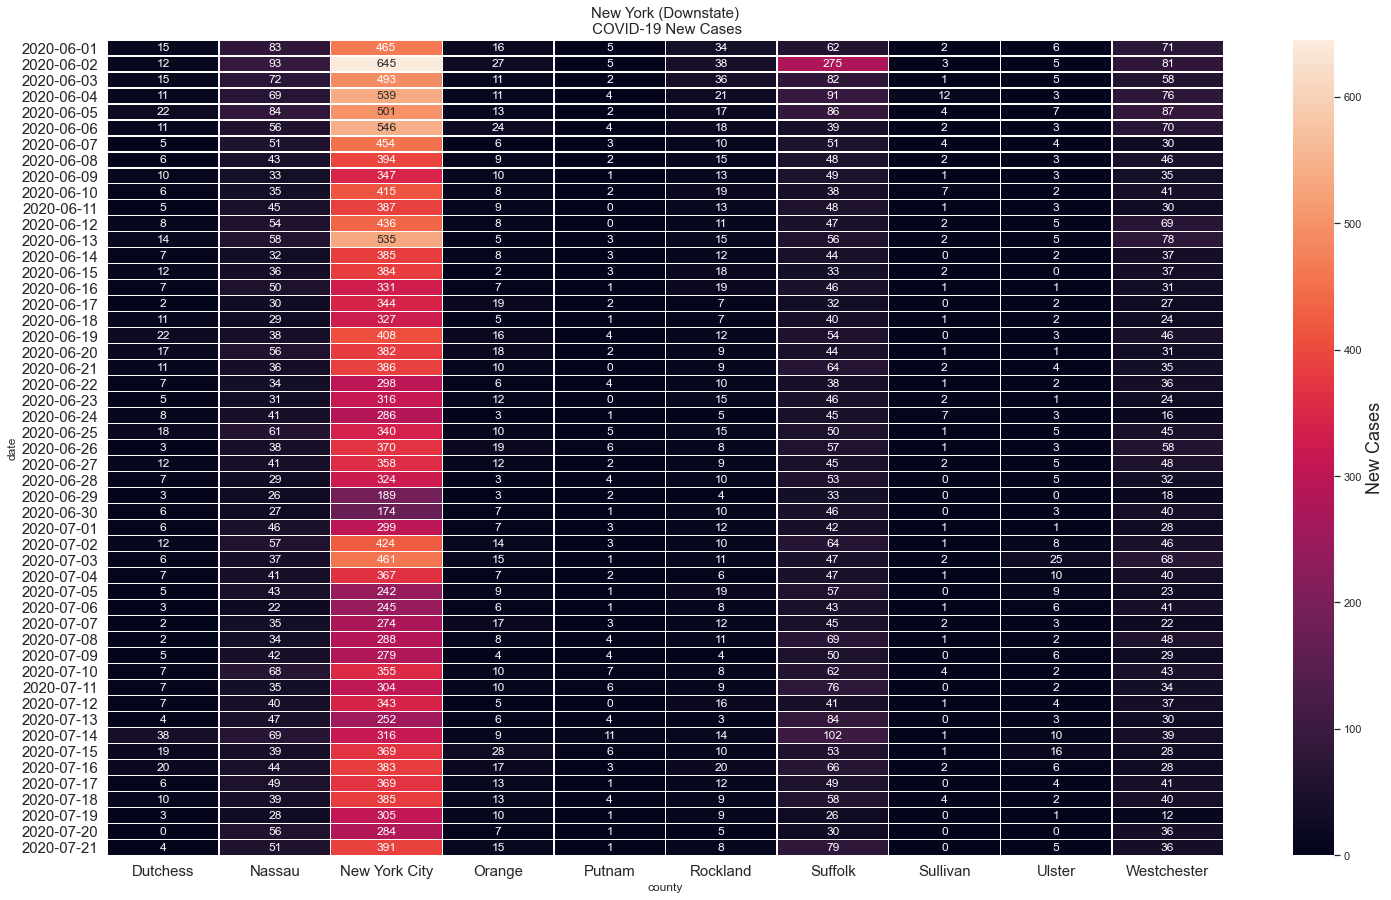 New York (Downstate)
COVID-19 New Cases
2020-06-01 15 83 465 16 5 34 62 2 6 71
2020-06-02 12 93 645 27 5 38 275 3 5 81
2020-06-03 15 72 493 11 2 36 82 1 5 58
2020-06-04 11 69 539 11 4 21 91 12 3 76
2020-06-05 22 84 501 13 2 17 86 4 7 87
2020-06-06 11 56 546 24 4 18 39 2 3 70
2020-06-07 5 51 454 6 3 10 51 4 4 30
2020-06-08 6 43 394 9 2 15 48 2 3 46
2020-06-09 10 33 347 10 1 13 49 1 3 35
2020-06-10 6 35 415 8 2 19 38 7 2 41
2020-06-11 5 45 387 9 0 13 48 1 3 30
2020-06-12 8 54 436 8 0 11 47 2 5 69
2020-06-13 14 58 535 5 3 15 56 2 5 78
2020-06-14 7 32 385 8 3 12 44 0 2 37
2020-06-15 12 36 384 2 3 18 33 2 0 37
2020-06-16 7 50 331 7 1 19 46 1 1 31
2020-06-17 2 30 344 19 2 7 32 0 2 27
2020-06-18 11 29 327 5 1 7 40 1 2 24
2020-06-19 22 38 408 16 4 12 54 0 3 46
2020-06-20 17 56 382 18 2 9 44 1 1 31
2020-06-21 11 36 386 10 0 9 64 2 4 35
2020-06-22 7 34 298 6 4 10 38 1 2 36
2020-06-23 5 31 316 12 0 15 46 2 1 24
2020-06-24 8 41 286 3 1 5 45 7 3 16
2020-06-25 18 61 340 10 5 15 50 1 5 45
2020-06-26 3 38 370 19 6 8 57 1 3 58
2020-06-27 12 41 358 12 2 9 45 2 5 48
2020-06-28 7 29 324 3 4 10 53 0 5 32
2020-06-29 3 26 189 3 2 4 33 0 0 18
2020-06-30 6 27 174 7 1 10 46 0 3 40
2020-07-01 6 46 299 7 3 12 42 1 1 28
2020-07-02 12 57 424 14 3 10 64 1 8 46
2020-07-03 6 37 461 15 1 11 47 2 25 68
2020-07-04 7 41 367 7 2 6 47 1 10 40
2020-07-05 5 43 242 9 1 19 57 0 9 23
2020-07-06 3 22 245 6 1 8 43 1 6 41
2020-07-07 2 35 274 17 3 12 45 2 3 22
2020-07-08 2 34 288 8 4 11 69 1 2 48
2020-07-09 5 42 279 4 4 4 50 0 6 29
2020-07-10 7 68 355 10 7 8 62 4 2 43
2020-07-11 7 35 304 10 6 9 76 0 2 34
2020-07-12 7 40 343 5 0 16 41 1 4 37
2020-07-13 4 47 252 6 4 3 84 0 3 30
2020-07-14 38 69 316 9 11 14 102 1 10 39
2020-07-15 19 39 369 28 6 10 53 1 16 28
2020-07-16 20 44 383 17 3 20 66 2 6 28
2020-07-17 6 49 369 13 1 12 49 0 4 41
2020-07-18 10 39 385 13 4 9 58 4 2 40
2020-07-19 3 28 305 10 1 9 26 0 1 12
2020-07-20 0 56 284 7 1 5 30 0 0 36
2020-07-21 4 51 391 15 1 8 79 0 5 36
Dutchess Nassau New York City Orange Putnam Rockland Suffolk Sullivan Ulster Westchester
county
date
600
500
400
300
200
100
0
New Cases